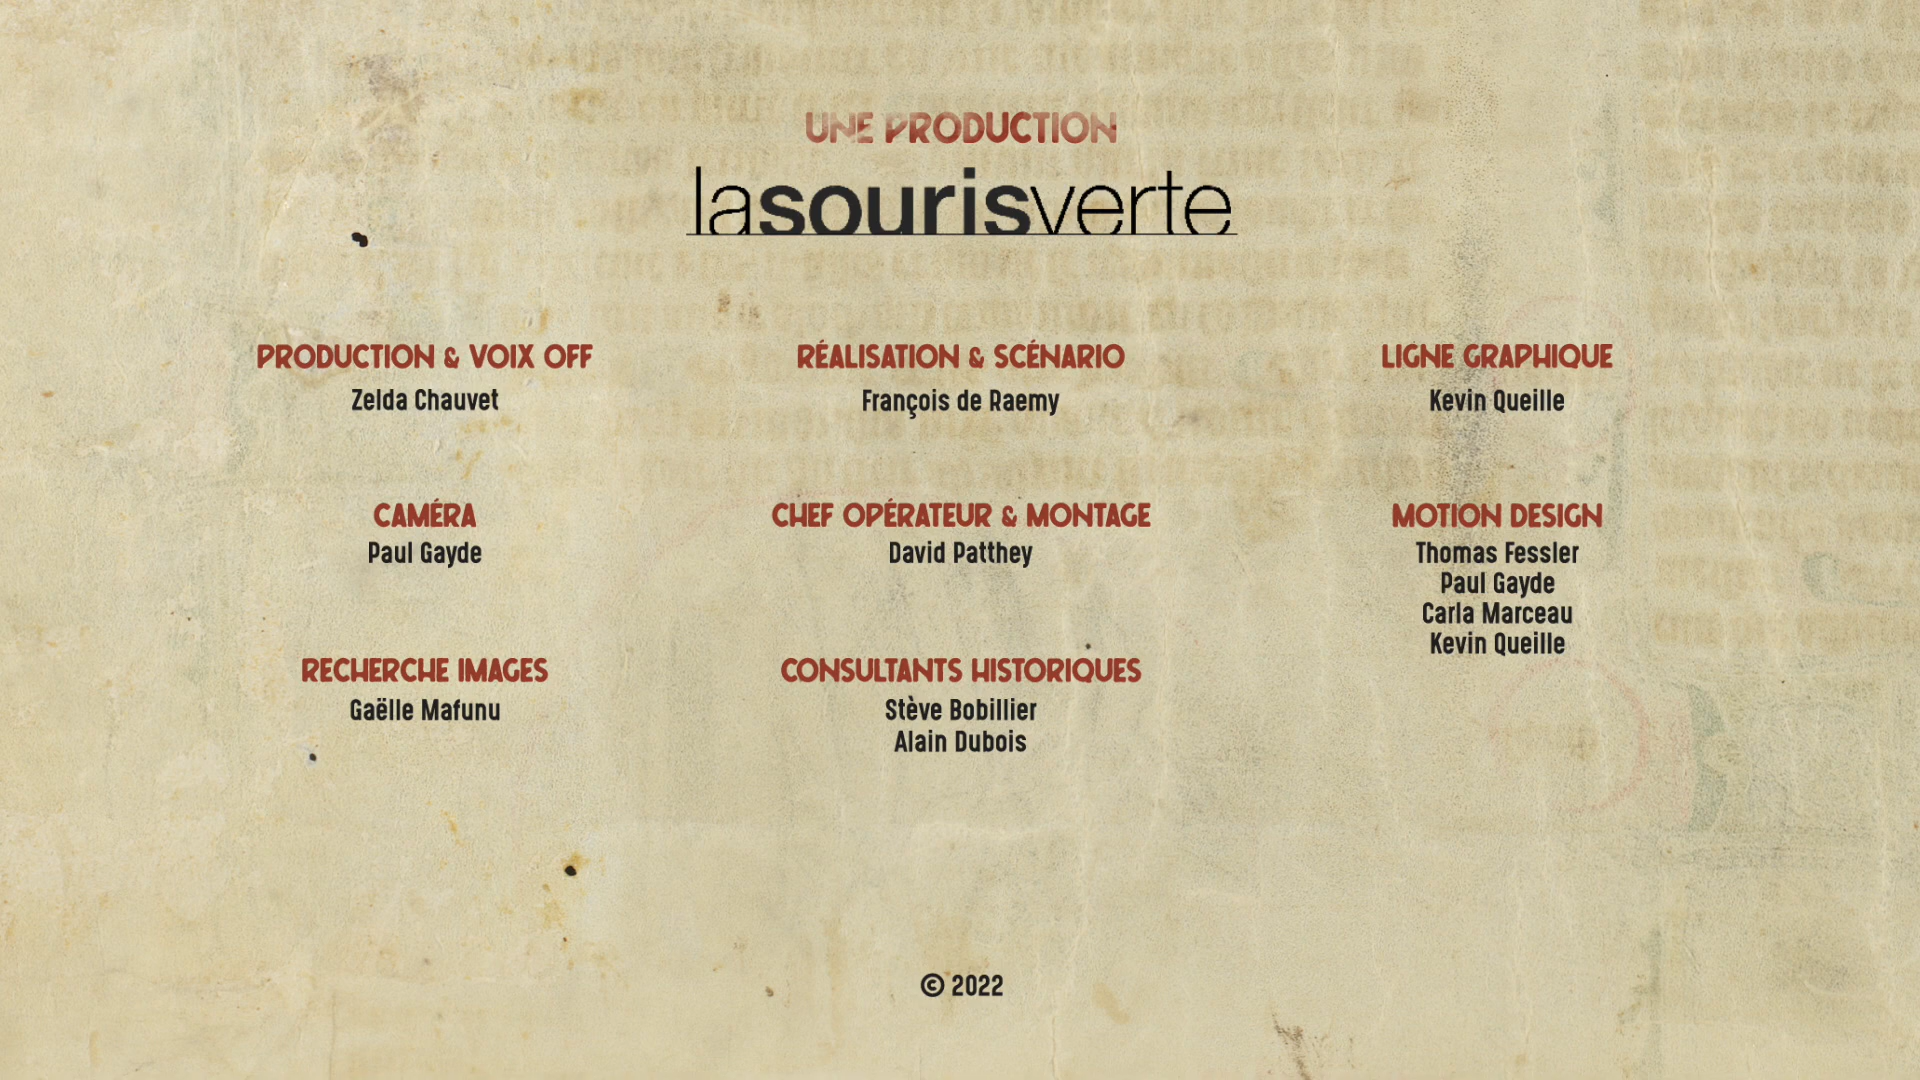 UNE PRODUCTION
lasourisverte
PRODUCTION & VOIX OFF
Zelda Chauvet
RÉALISATION & SCÉNARIO
François de Raemy
LIGNE GRAPHIQUE
Kevin Queille
CAMÉRA
Paul Gayde
CHEF OPÉRATEUR & MONTAGE
David Patthey
MOTION DESIGN
Thomas Fessler
Paul Gayde
Carla Marceau
Kevin Queille
RECHERCHE IMAGES
Gaëlle Mafunu
CONSULTANTS HISTORIQUES
Stève Bobillier
Alain Dubois
© 2022